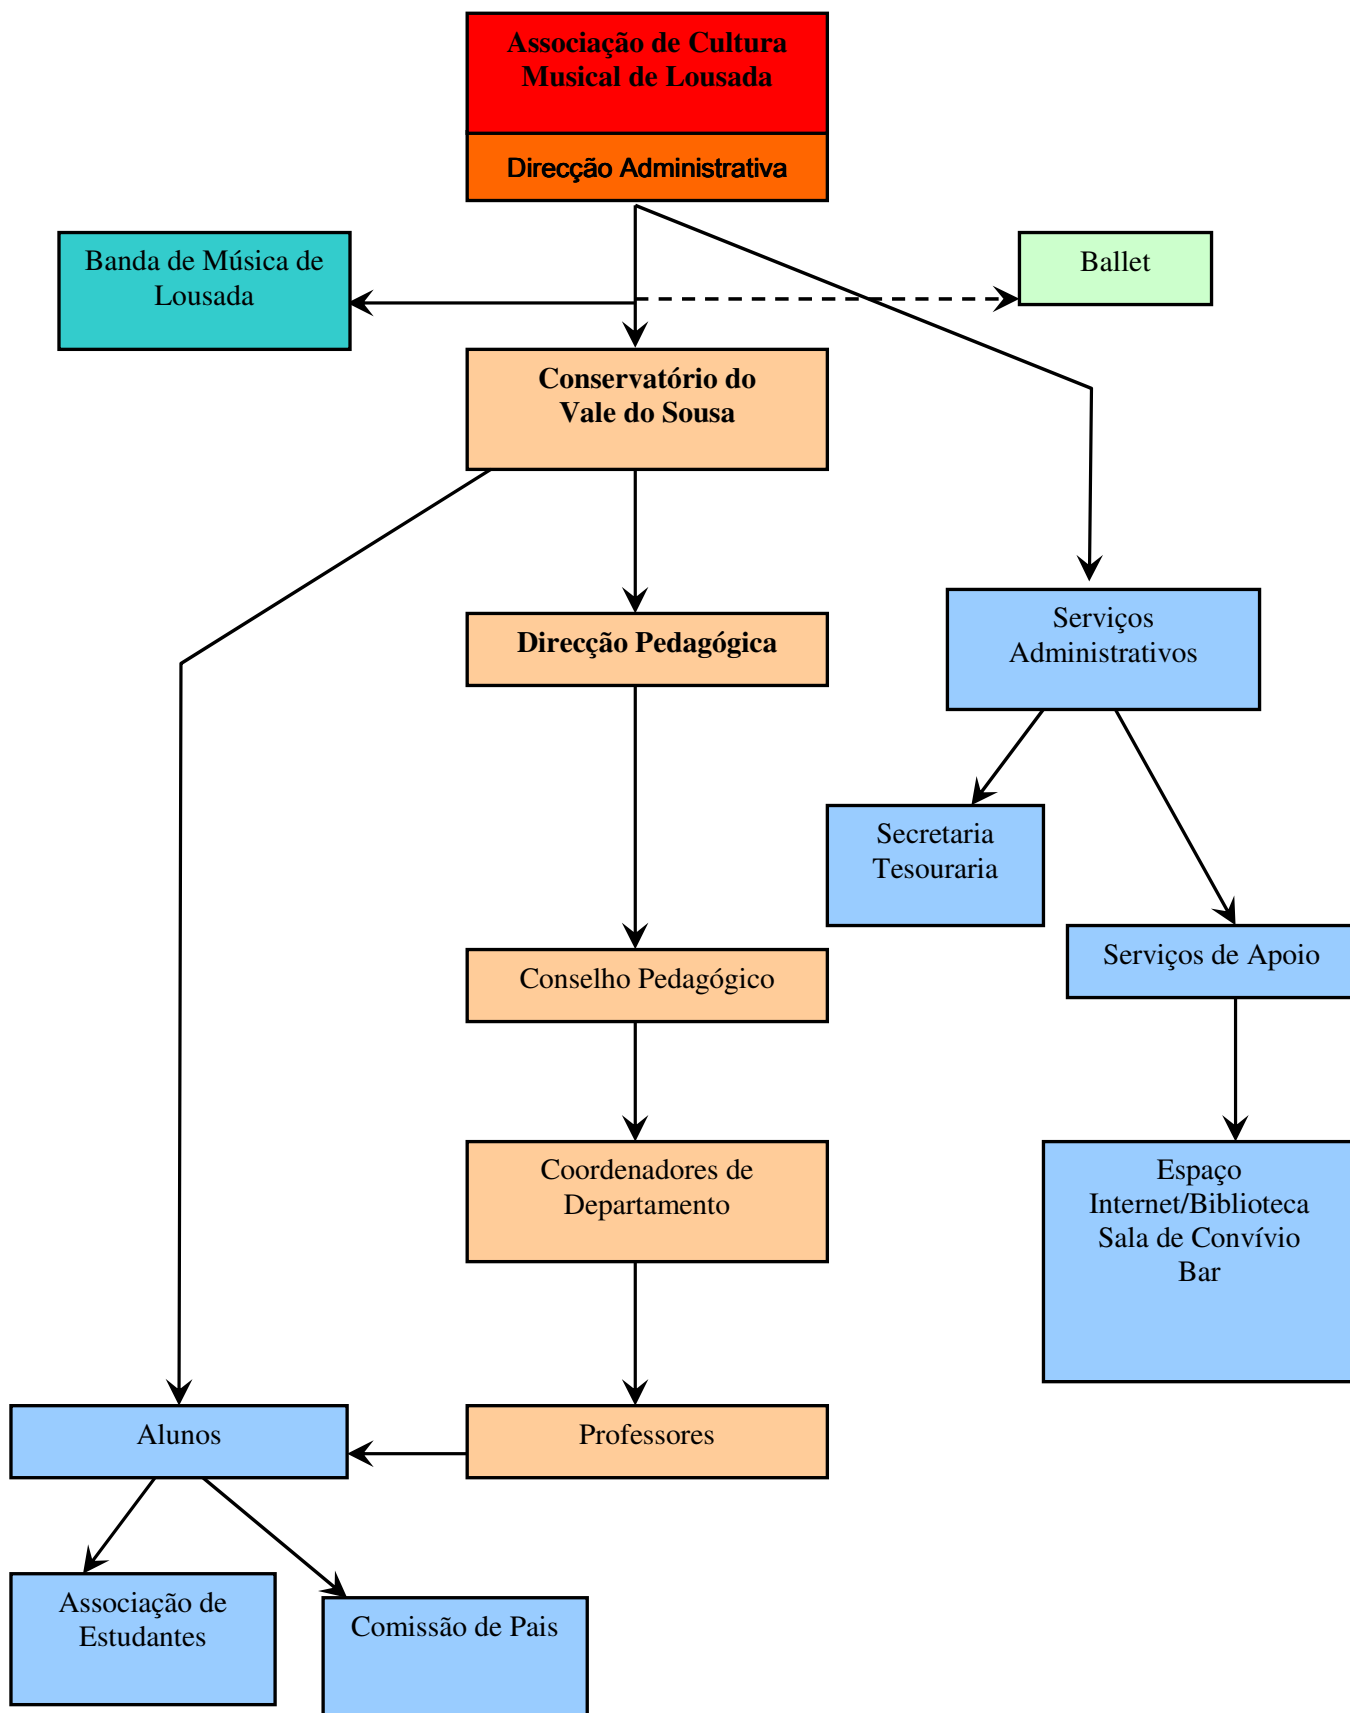 Associação de Cultura
Musical de Lousada
Direcção Administrativa
Banda de Música de
Lousada
Ballet
Conservatório do
Vale do Sousa
Direcção Pedagógica
Serviços
Administrativos
Secretaria
Tesouraria
Serviços de Apoio
Conselho Pedagógico
Coordenadores de
Departamento
Espaço
Internet/Biblioteca
Sala de Convívio
Bar
Alunos
Professores
Associação de
Estudantes
Comissão de Pais